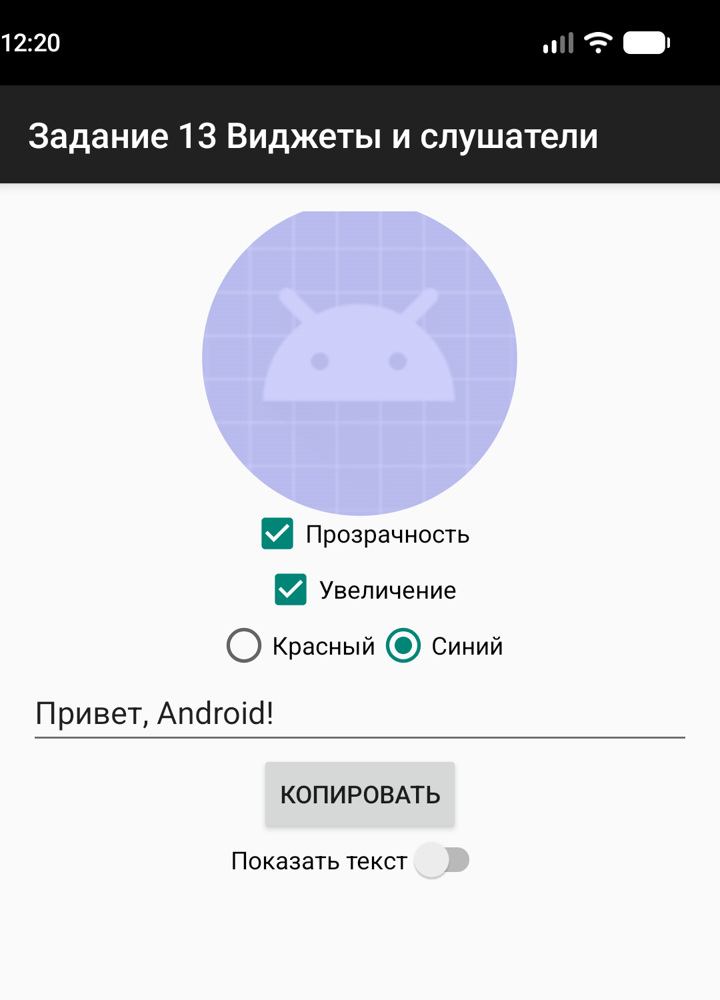 12:20
Задание 13 Виджеты и слушатели
Прозрачность
Увеличение
Красный Синий
Привет, Android!
КОПИРОВАТЬ
Показать текст